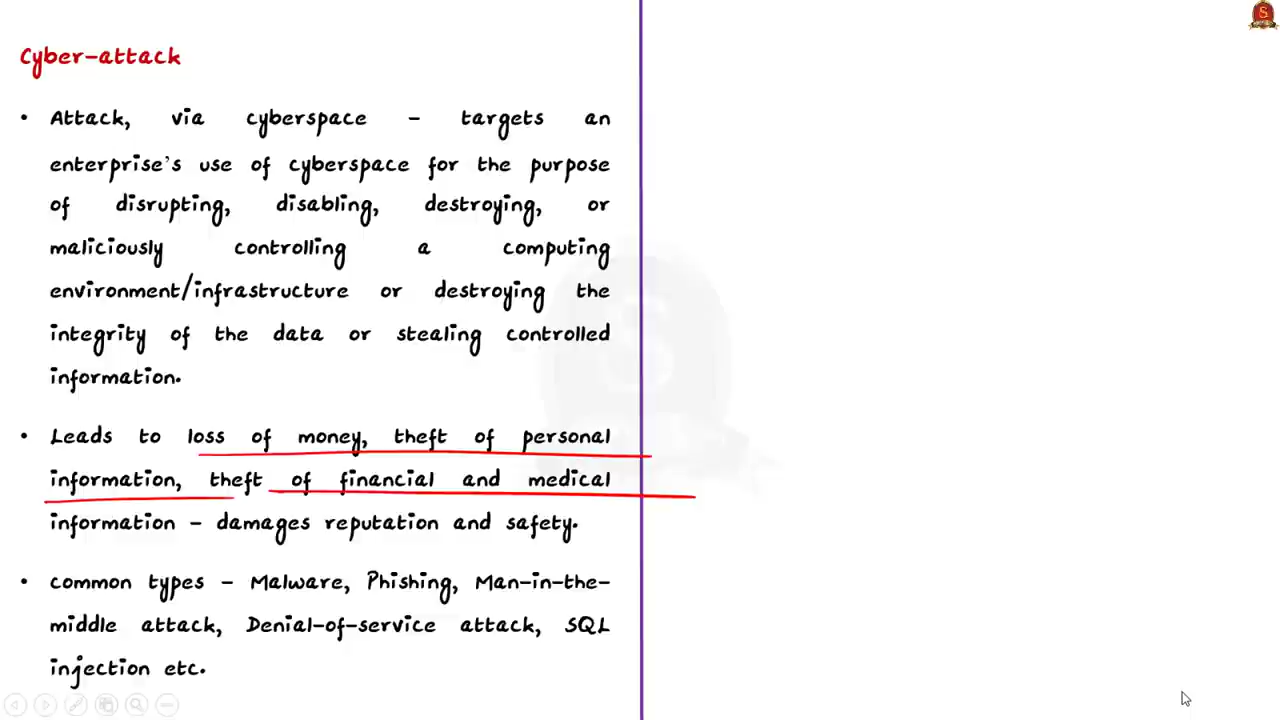 Cyber-attack
• Attack, via cyberspace – targets an
enterprise's use of cyberspace for the purpose
of disrupting, disabling, destroying, or
maliciously controlling a computing
environment/infrastructure or destroying the
integrity of the data or stealing controlled
information.
• Leads to loss of money, theft of personal
information, theft of financial and medical
information – damages reputation and safety.
• Common types – Malware, Phishing, Man-in-the-
middle attack, Denial-of-service attack, SQL
injection etc.
S
S